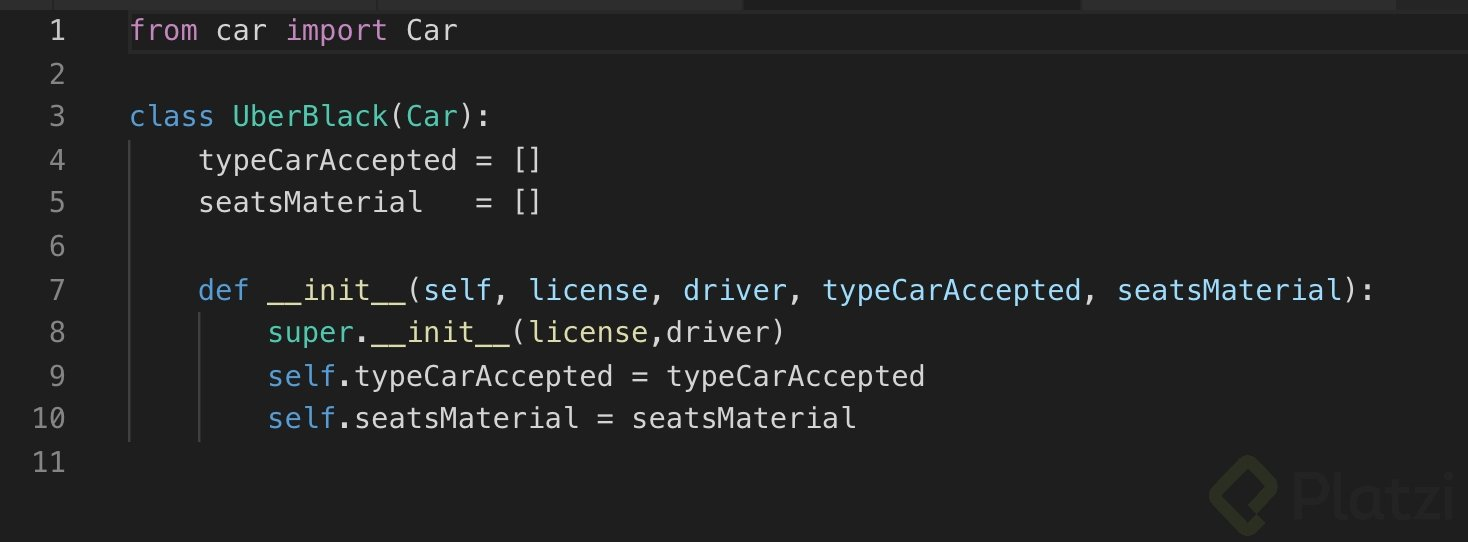 1 from car import Car
2
3 class UberBlack(Car):
4     typeCarAccepted = []
5     seatsMaterial   = []
6
7     def __init__(self, license, driver, typeCarAccepted, seatsMaterial):
8         super.__init__(license,driver)
9         self.typeCarAccepted = typeCarAccepted
10         self.seatsMaterial = seatsMaterial
11
Platzi